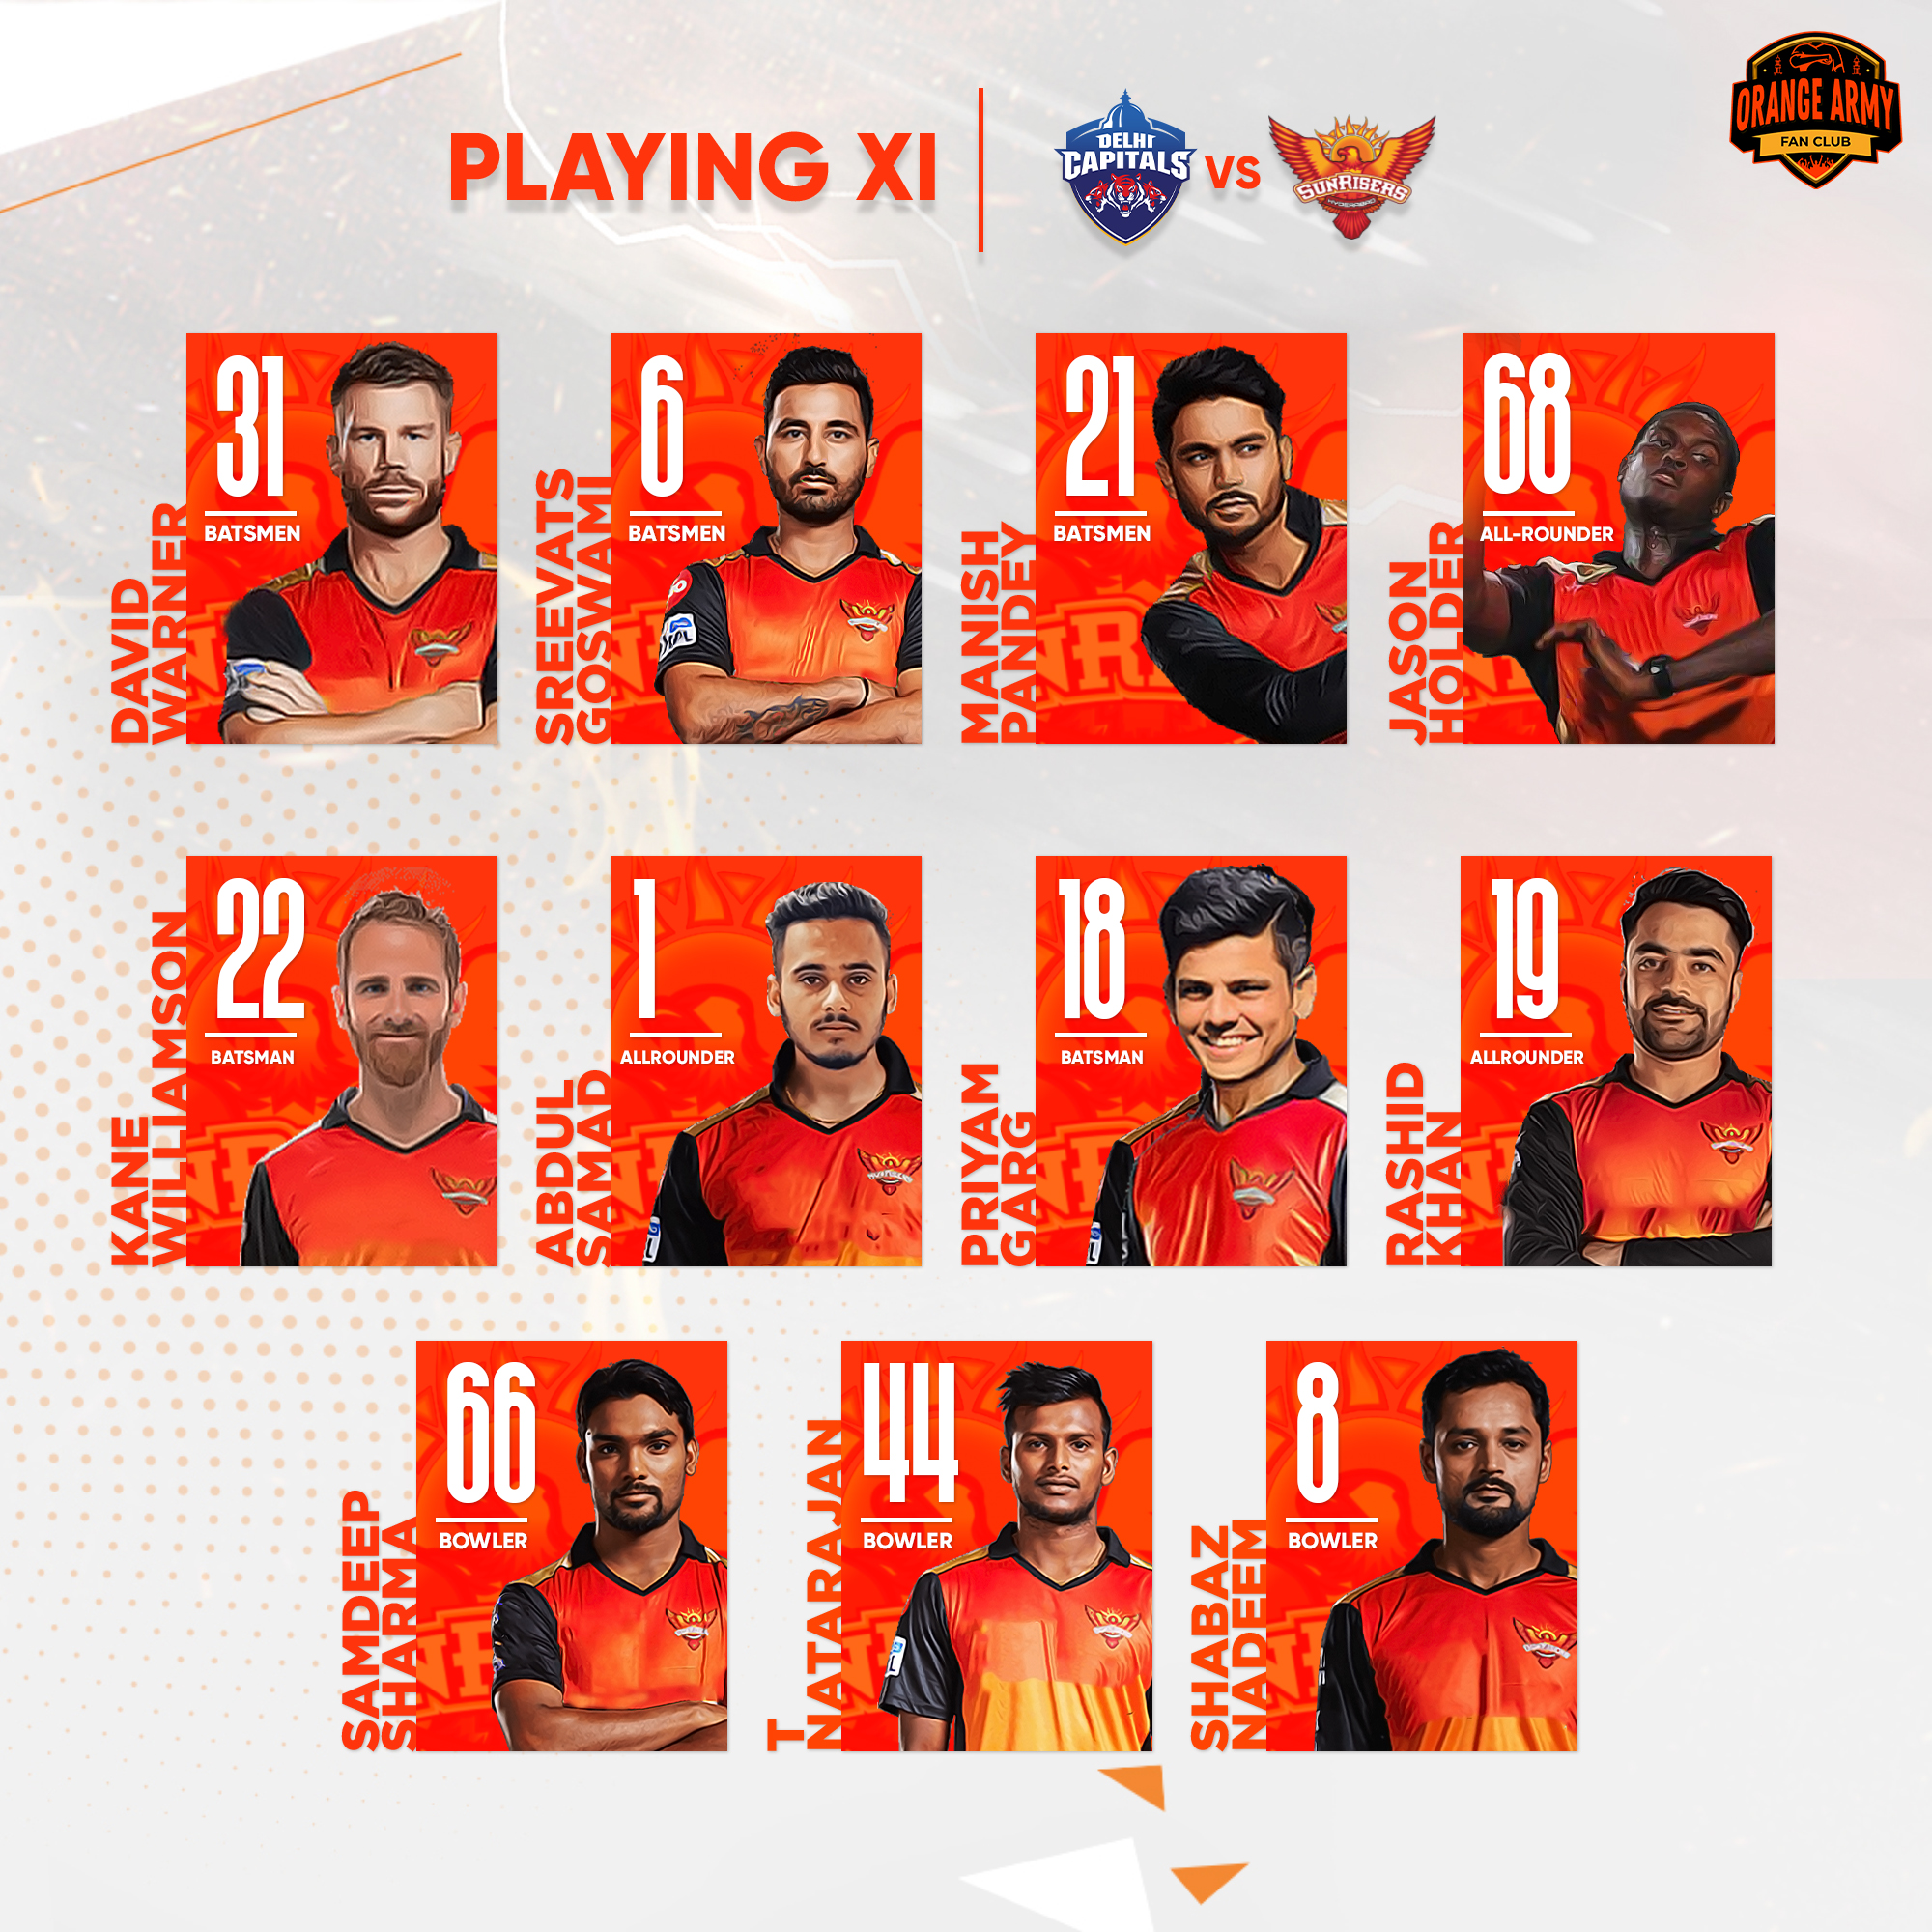 PLAYING XI
DELHI
CAPITALS
VS
SUNRISERS
HYDERABAD
ORANGE ARMY
FAN CLUB
31
BATSMEN
DAVID
WARNER
6
BATSMEN
SREEVATS
GOSWAMI
21
BATSMEN
MANISH
PANDEY
68
ALL-ROUNDER
JASON
HOLDER
22
BATSMAN
KANE
WILLIAMSON
1
ALLROUNDER
ABDUL
SAMAD
18
BATSMAN
PRIYAM
GARG
19
ALLROUNDER
RASHID
KHAN
66
BOWLER
SAMDEEP
SHARMA
44
BOWLER
T
NATARAJAN
8
BOWLER
SHABAZ
NADEEM